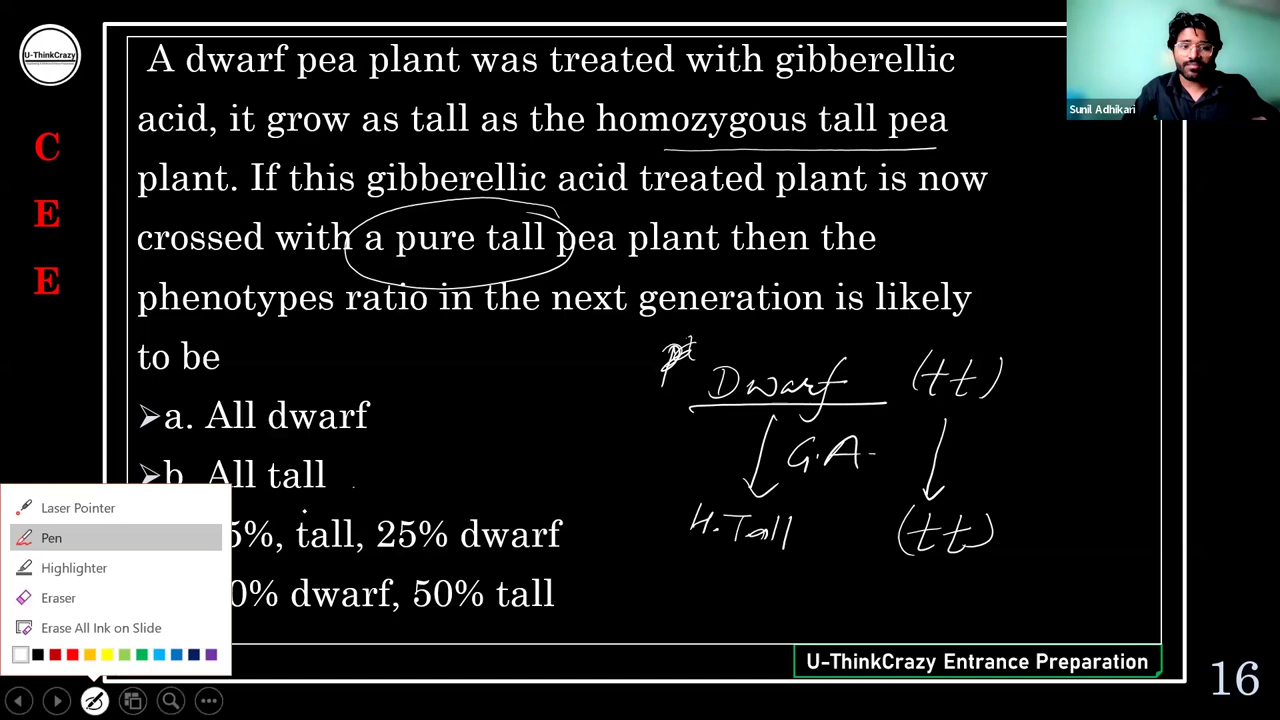 U-ThinkCrazy
A dwarf pea plant was treated with gibberellic
acid, it grow as tall as the homozygous tall pea
plant. If this gibberellic acid treated plant is now
crossed with a pure tall pea plant then the
phenotypes ratio in the next generation is likely
to be
➢a. All dwarf
➢b. All tall
5%, tall, 25% dwarf
0% dwarf, 50% tall
C
E
E
Sunil Adhikari
Dwarf (tt)
G.A.
H.Tall (tt)
Laser Pointer
Pen
Highlighter
Eraser
Erase All Ink on Slide
U-ThinkCrazy Entrance Preparation
16